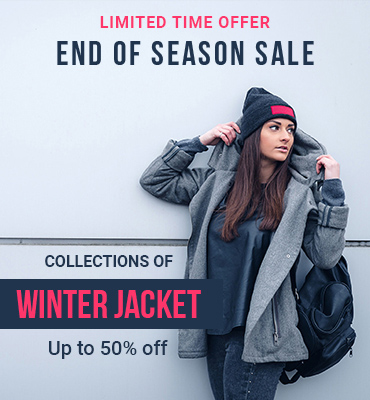 LIMITED TIME OFFER
END OF SEASON SALE
COLLECTIONS OF
WINTER JACKET
Up to 50% off